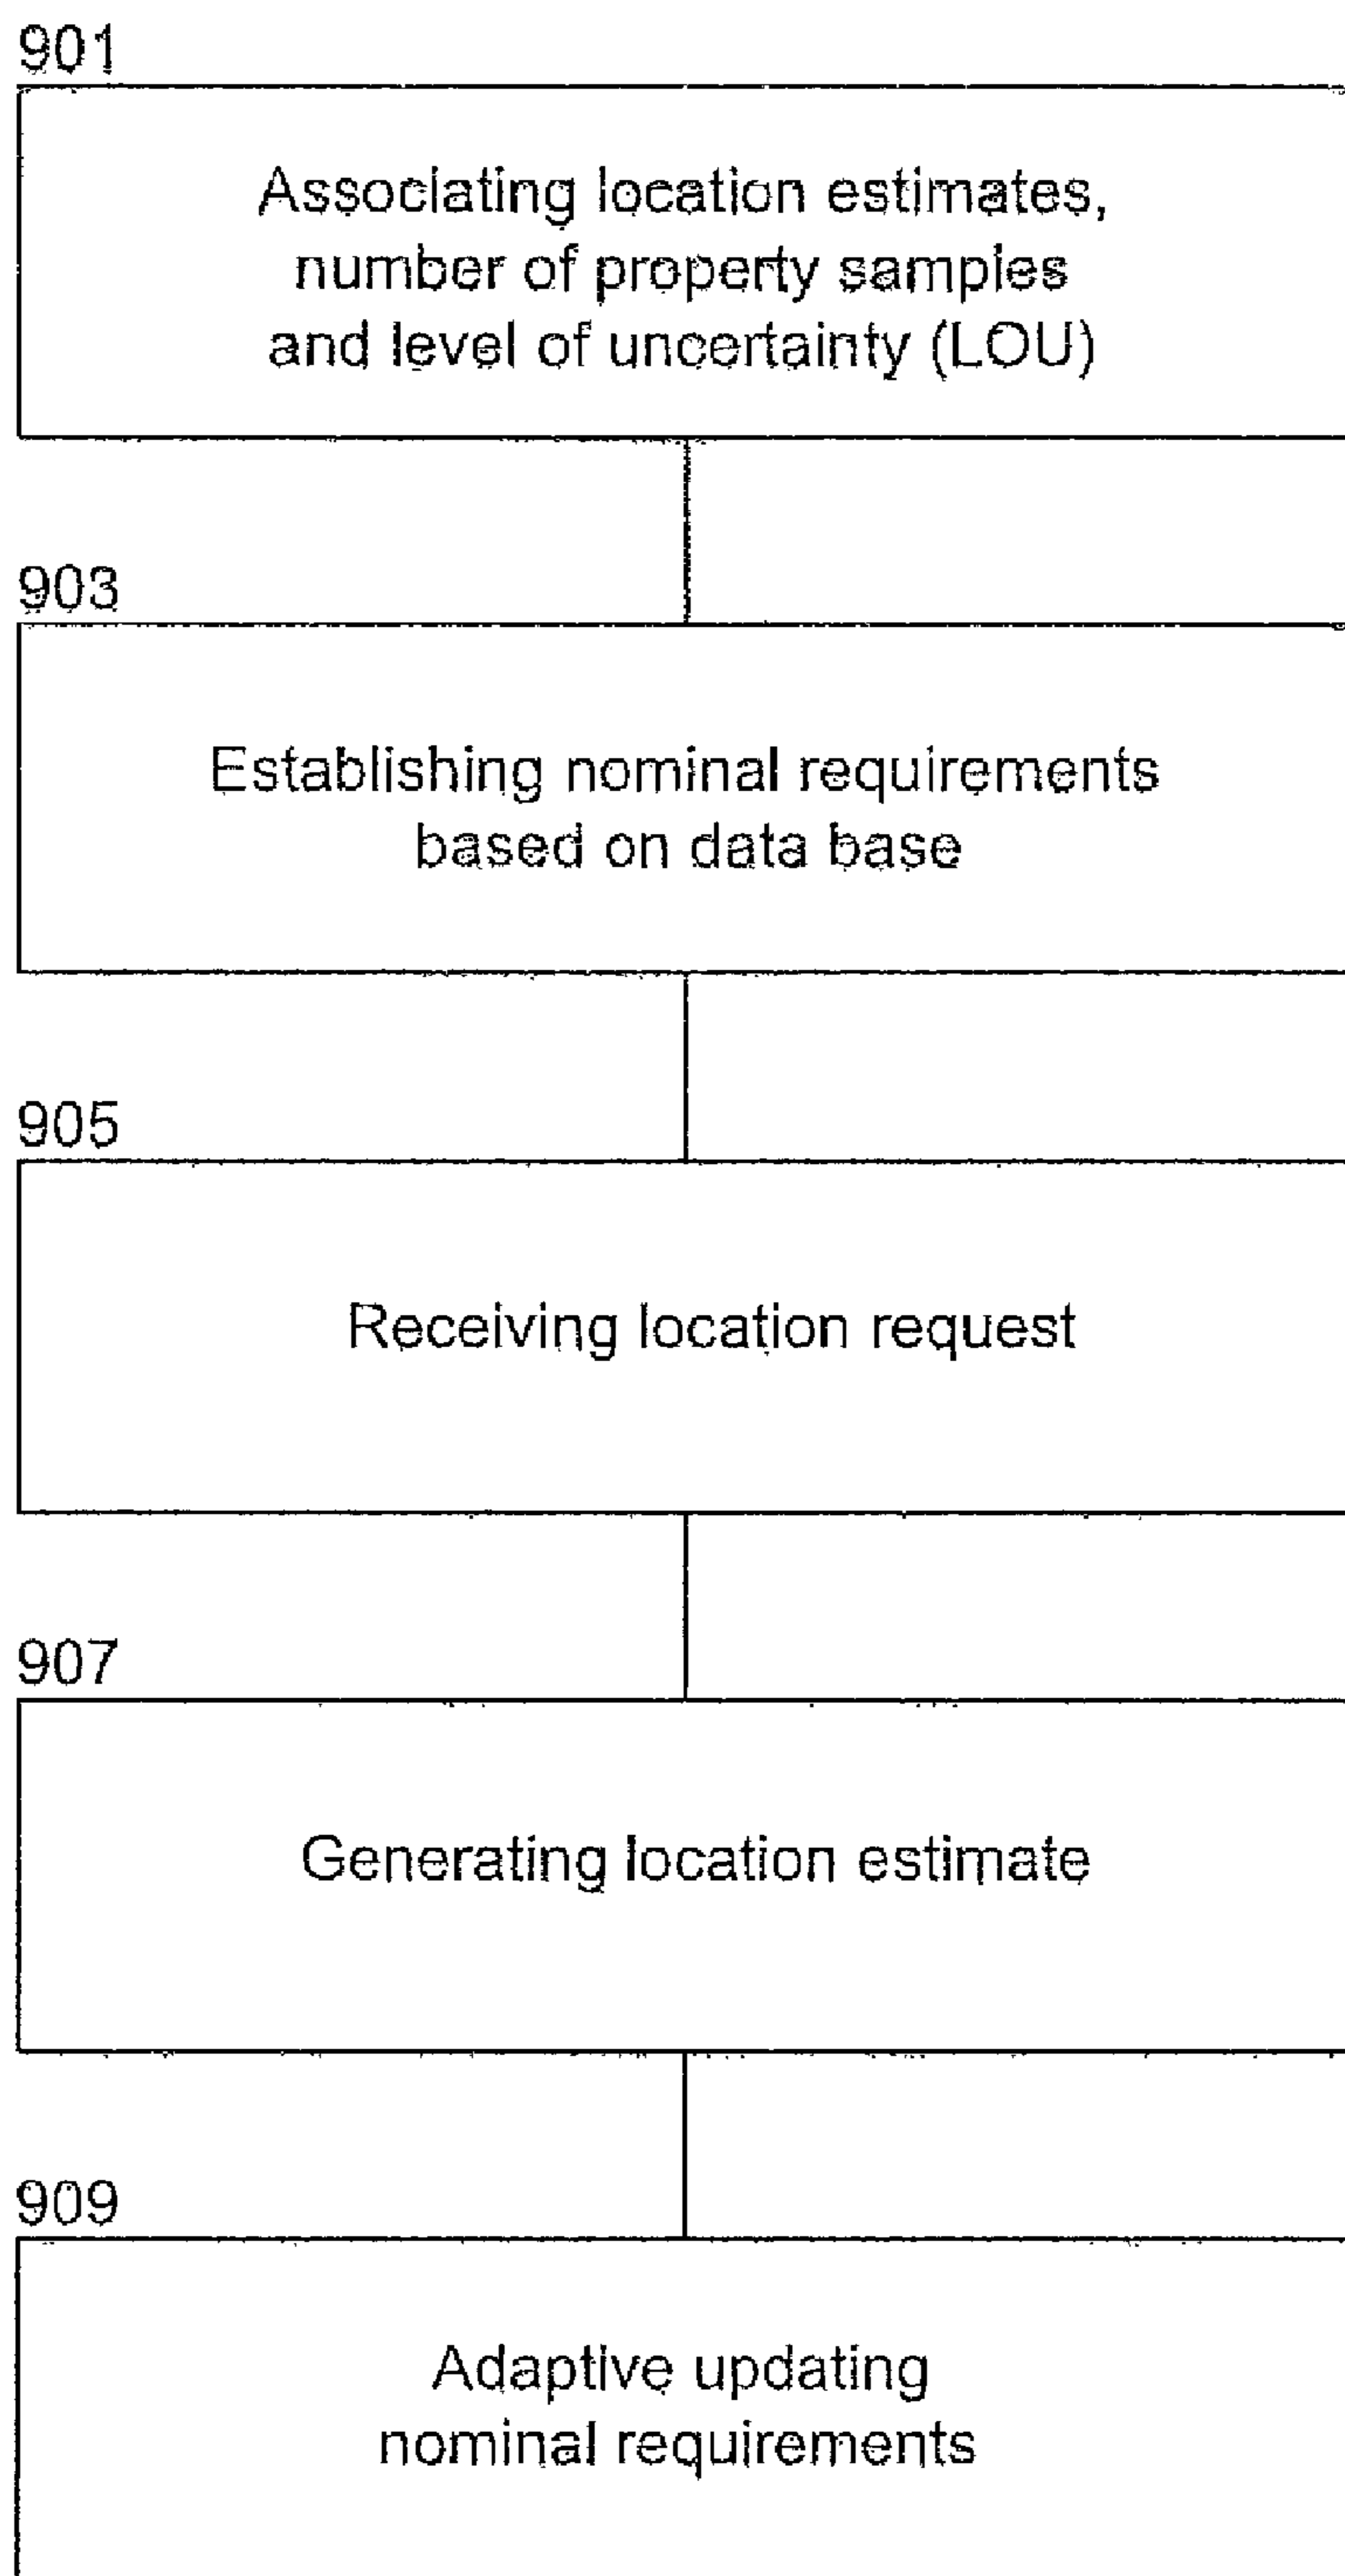 901
Associating location estimates,
number of property samples
and level of uncertainty (LOU)
903
Establishing nominal requirements
based on data base
905
Receiving location request
907
Generating location estimate
909
Adaptive updating
nominal requirements